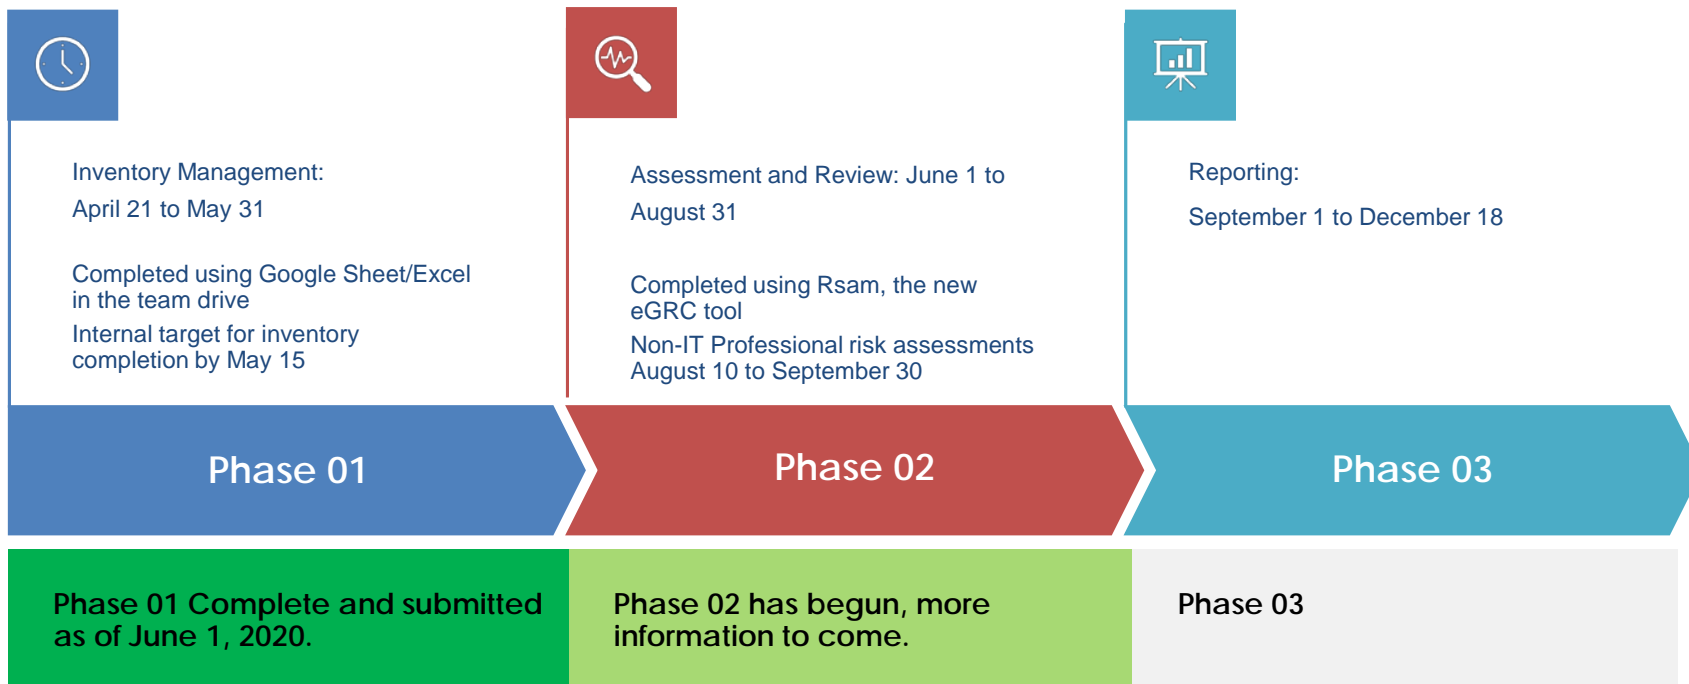 Inventory Management:
April 21 to May 31
Completed using Google Sheet/Excel
in the team drive
Internal target for inventory
completion by May 15
Assessment and Review: June 1 to
August 31
Completed using Rsam, the new
eGRC tool
Non-IT Professional risk assessments
August 10 to September 30
Reporting:
September 1 to December 18
Phase 01
Phase 02
Phase 03
Phase 01 Complete and submitted
as of June 1, 2020.
Phase 02 has begun, more
information to come.
Phase 03